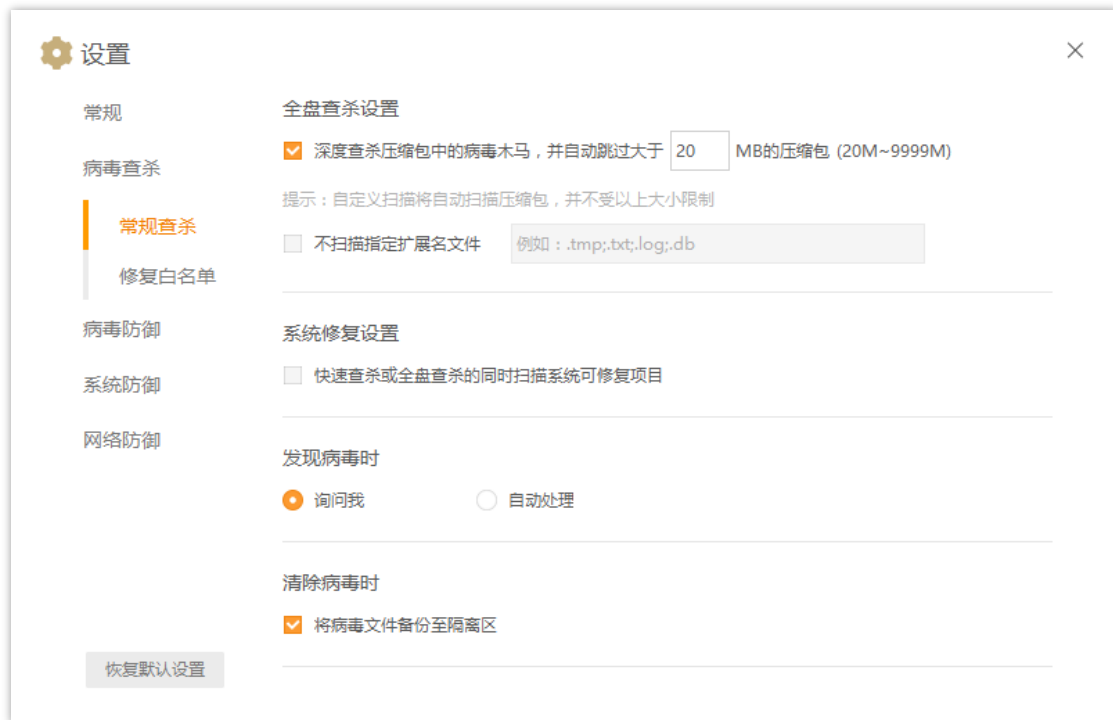 设置
常规
病毒查杀
常规查杀
修复白名单
病毒防御
系统防御
网络防御
恢复默认设置
全盘查杀设置
深度查杀压缩包中的病毒木马，并自动跳过大于 20 MB的压缩包 (20M~9999M)
提示：自定义扫描将自动扫描压缩包，并不受以上大小限制
不扫描指定扩展名文件 例如：.tmp;.txt;.log;.db
系统修复设置
快速查杀或全盘查杀的同时扫描系统可修复项目
发现病毒时
询问我 自动处理
清除病毒时
将病毒文件备份至隔离区